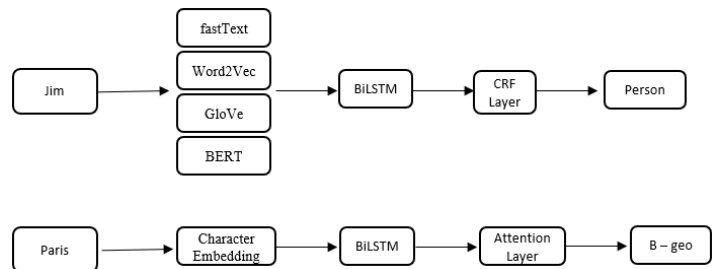 fastText
Word2Vec
GloVe
BERT
Jim
BiLSTM
CRF
Layer
Person
Paris
Character
Embedding
BiLSTM
Attention
Layer
B – geo